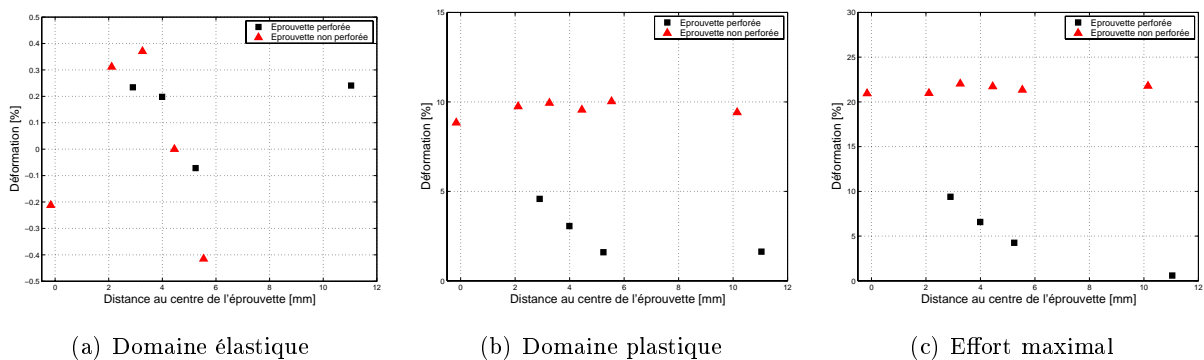 0.5
0.4
0.3
0.2
0.1
0
−0.1
−0.2
−0.3
−0.4
−0.5
Déformation [%]
0 2 4 6 8 10 12
Distance au centre de l'éprouvette [mm]
Eprouvette perforée
Eprouvette non perforée
(a) Domaine élastique
15
10
5
0
Déformation [%]
0 2 4 6 8 10 12
Distance au centre de l'éprouvette [mm]
Eprouvette perforée
Eprouvette non perforée
(b) Domaine plastique
30
25
20
15
10
5
0
Déformation [%]
0 2 4 6 8 10 12
Distance au centre de l'éprouvette [mm]
Eprouvette perforée
Eprouvette non perforée
(c) Effort maximal